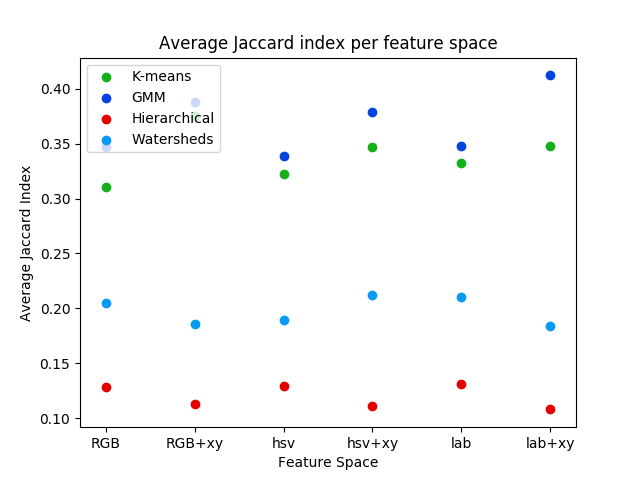 Average Jaccard index per feature space
K-means
GMM
Hierarchical
Watersheds
0.40
0.35
0.30
0.25
0.20
0.15
0.10
Average Jaccard Index
RGB RGB+xy hsv hsv+xy lab lab+xy
Feature Space